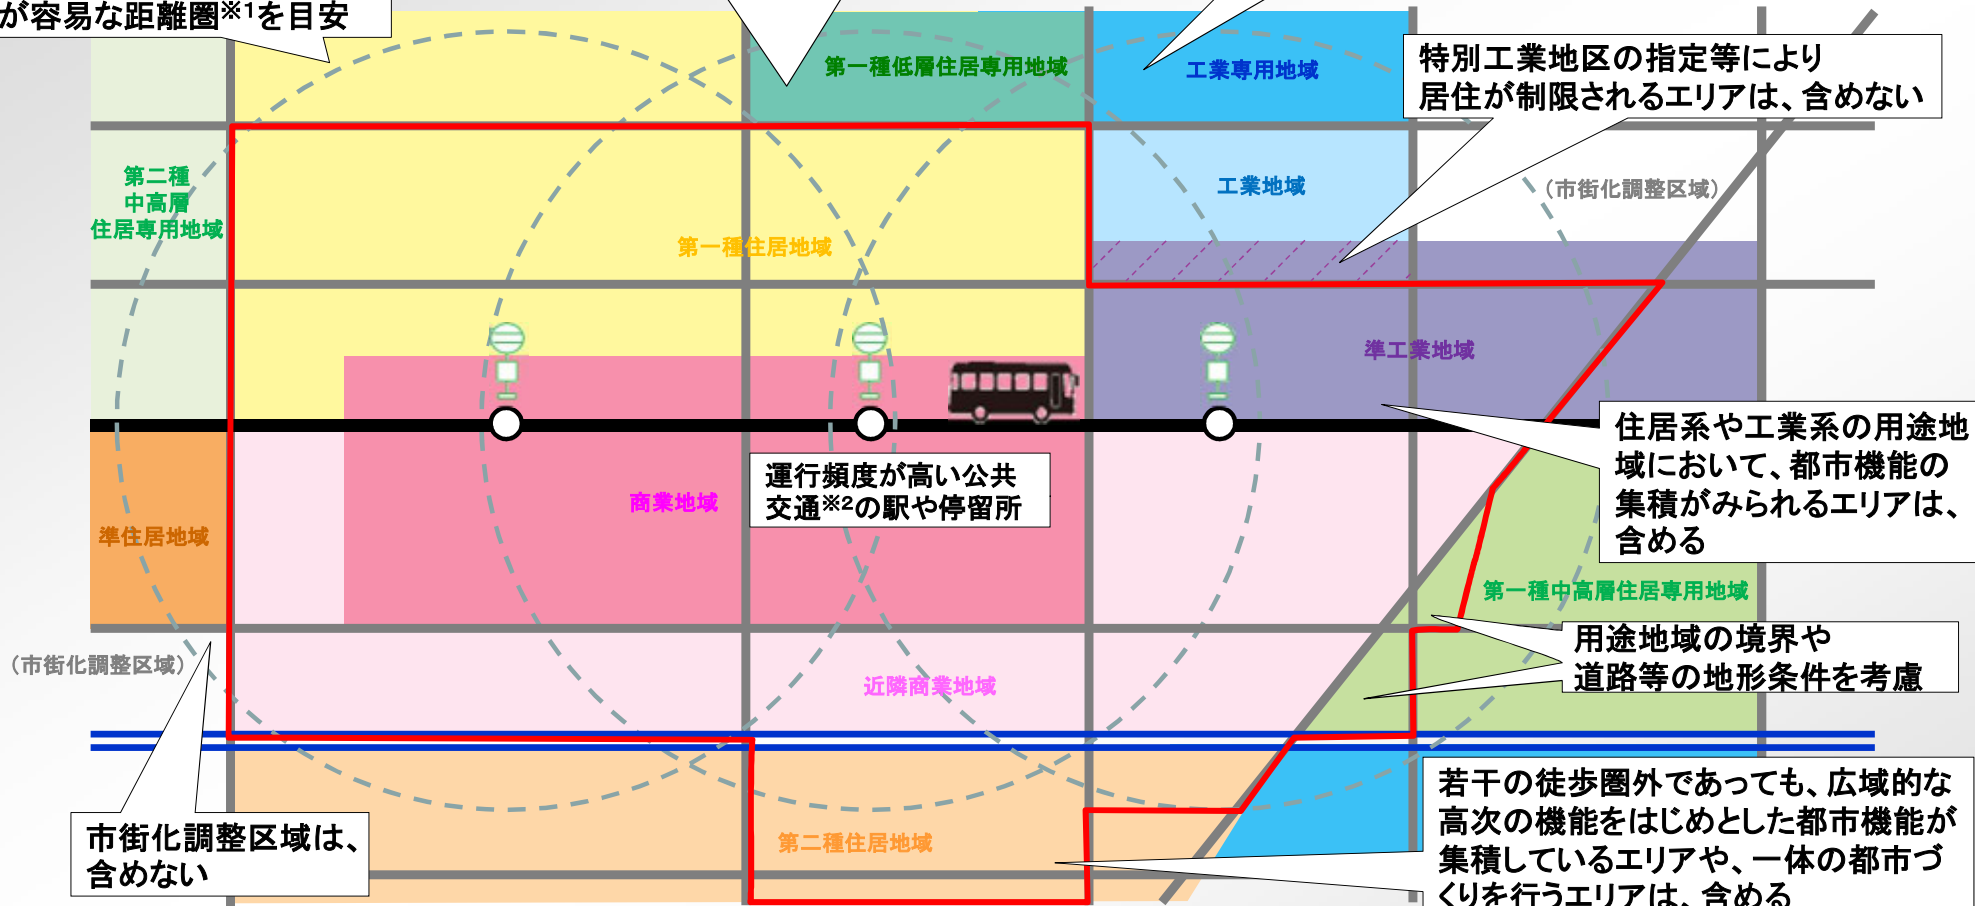 が容易な距離圏※1を目安
第一種低層住居専用地域
工業専用地域
特別工業地区の指定等により
居住が制限されるエリアは、含めない
第二種
中高層
住居専用地域
工業地域
（市街化調整区域）
第一種住居地域
準工業地域
住居系や工業系の用途地
域において、都市機能の
集積がみられるエリアは、
含める
運行頻度が高い公共
交通※2の駅や停留所
商業地域
準住居地域
第一種中高層住居専用地域
用途地域の境界や
道路等の地形条件を考慮
（市街化調整区域）
近隣商業地域
若干の徒歩圏外であっても、広域的な
高次の機能をはじめとした都市機能が
集積しているエリアや、一体の都市づ
くりを行うエリアは、含める
市街化調整区域は、
含めない
第二種住居地域